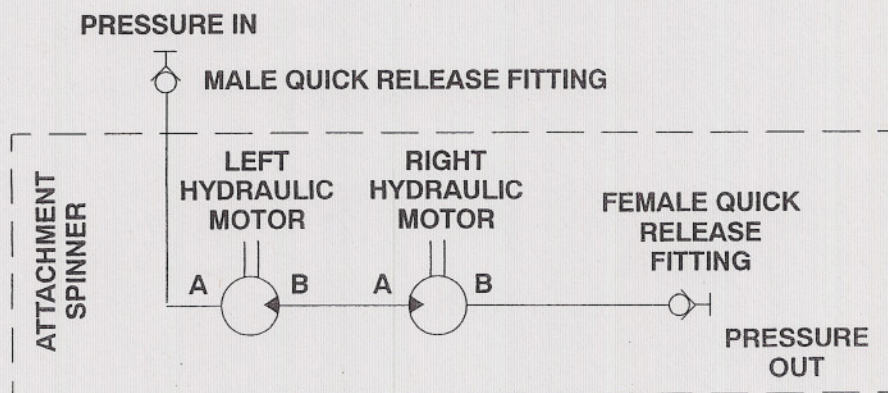 PRESSURE IN
MALE QUICK RELEASE FITTING
ATTACHMENT
SPINNER
LEFT
HYDRAULIC
MOTOR
RIGHT
HYDRAULIC
MOTOR
FEMALE QUICK
RELEASE
FITTING
A
B
A
B
PRESSURE
OUT